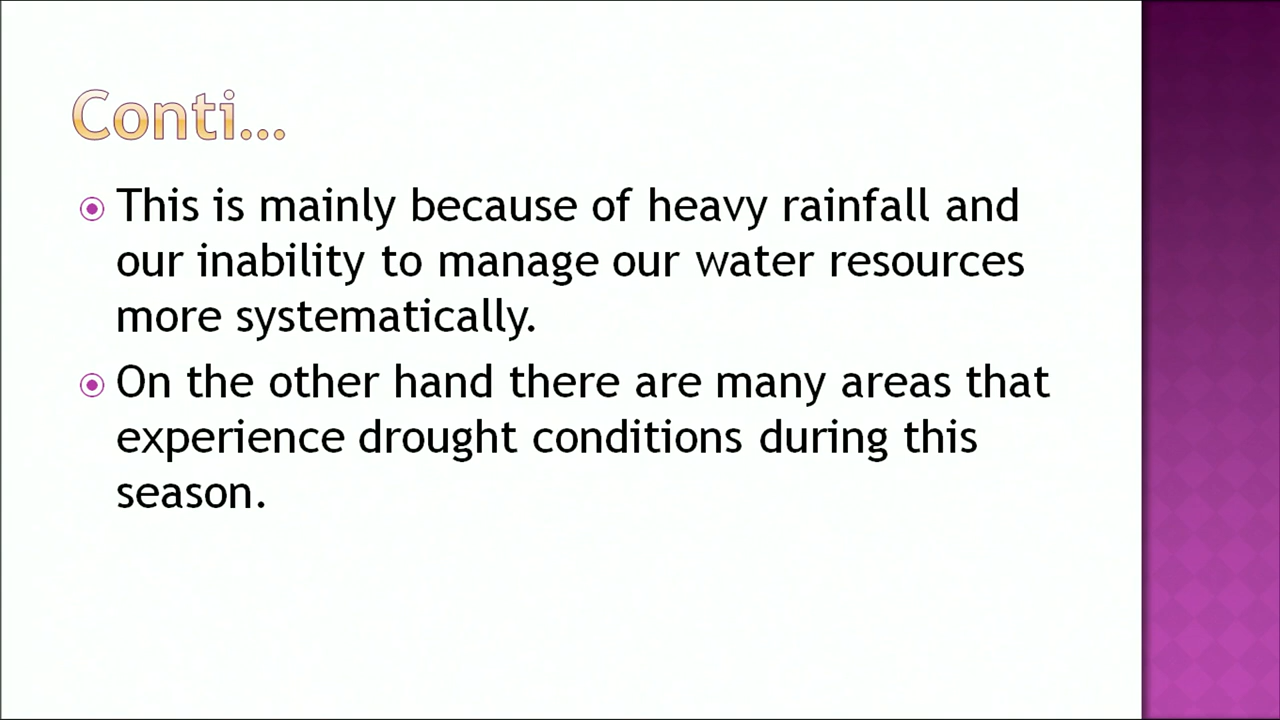 Conti...
This is mainly because of heavy rainfall and
our inability to manage our water resources
more systematically.
On the other hand there are many areas that
experience drought conditions during this
season.